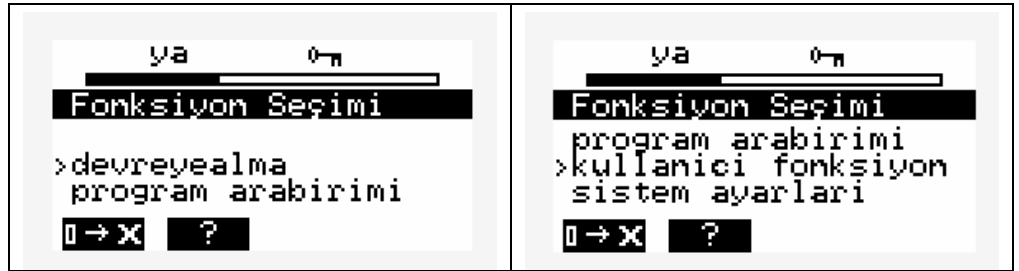 ya
Fonksiyon Seçimi
>devreyealma
program arabirimi
?
ya
Fonksiyon Seçimi
program arabirimi
>kullanici fonksiyon
sistem ayarlari
?